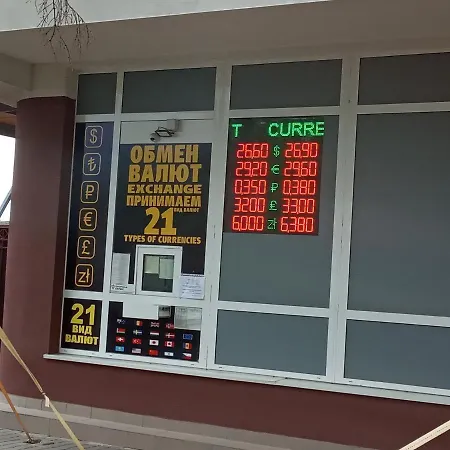 $
₺
₽
€
£
zł
21
ВИД
ВАЛЮТ
ОБМЕН
ВАЛЮТ
EXCHANGE
ПРИНИМАЕМ
21 ВИД ВАЛЮТ
TYPES OF CURRENCIES
T CURRE
26.60 $ 26.90
29.20 € 29.60
0.350 ₽ 0.380
32.00 £ 33.00
6.000 zł 6.380